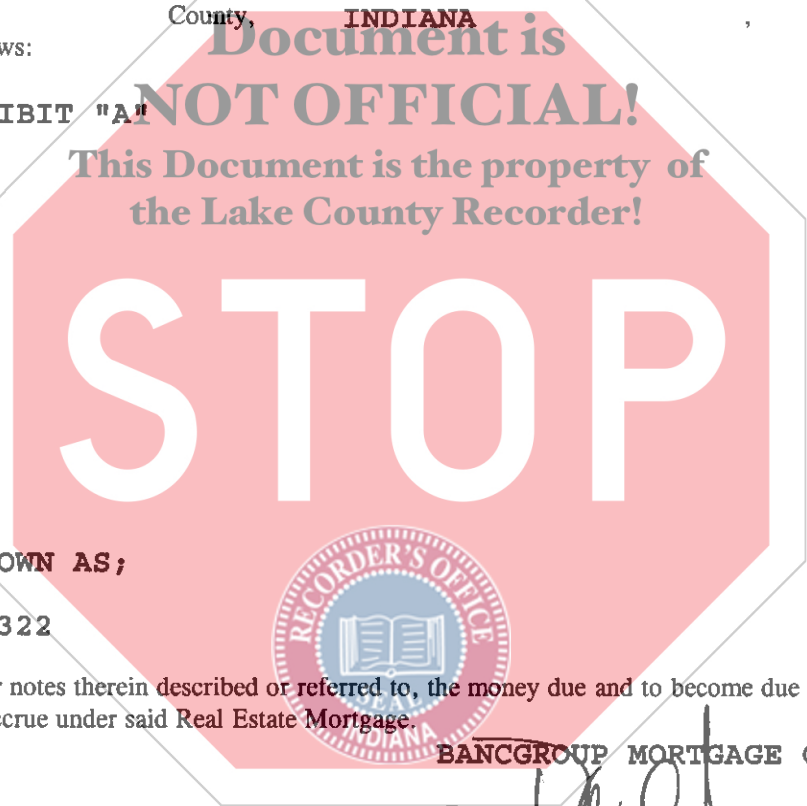 County, INDIANA ,
ws:
Document is
IBIT "A"
NOT OFFICIAL!
This Document is the property of
the Lake County Recorder!
STOP
OWN AS;
RECORDER'S OFFICE
SEAL
INDIANA
322
r notes therein described or referred to, the money due and to become due
ccrue under said Real Estate Mortgage.
BANCGROUP MORTGAGE C